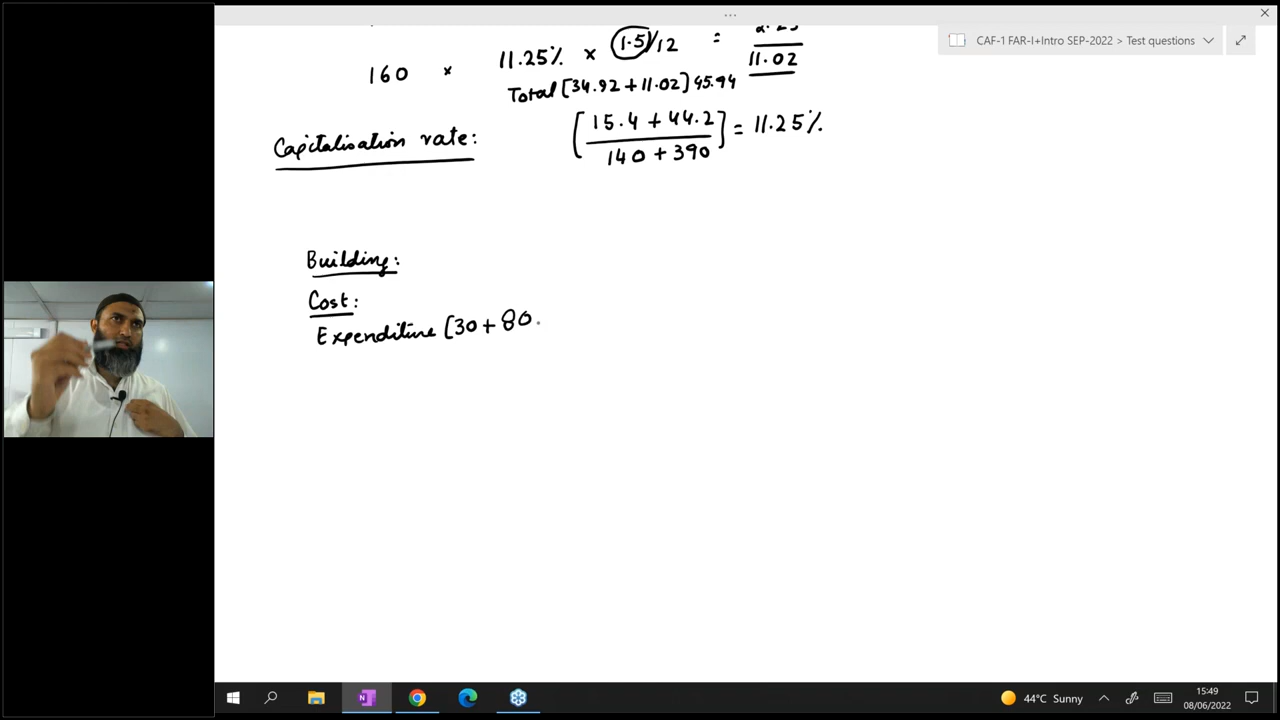 CAF-1 FAR-I+Intro SEP-2022 > Test questions
160 × 11.25% × 1.5/12 = 2.25
11.02
Total [34.92 + 11.02] 45.94
Capitalisation rate: [15.4 + 44.2 / 140 + 390] = 11.25%
Building:
Cost:
Expenditure [30 + 80
44°C Sunny
15:49
08/06/2022